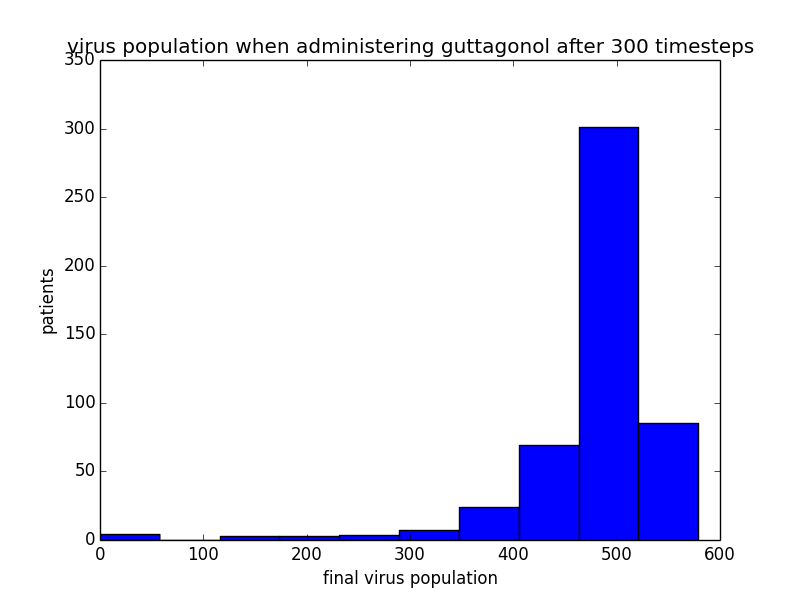 virus population when administering guttagonol after 300 timesteps
350
300
250
200
150
100
50
0
patients
0 100 200 300 400 500 600
final virus population